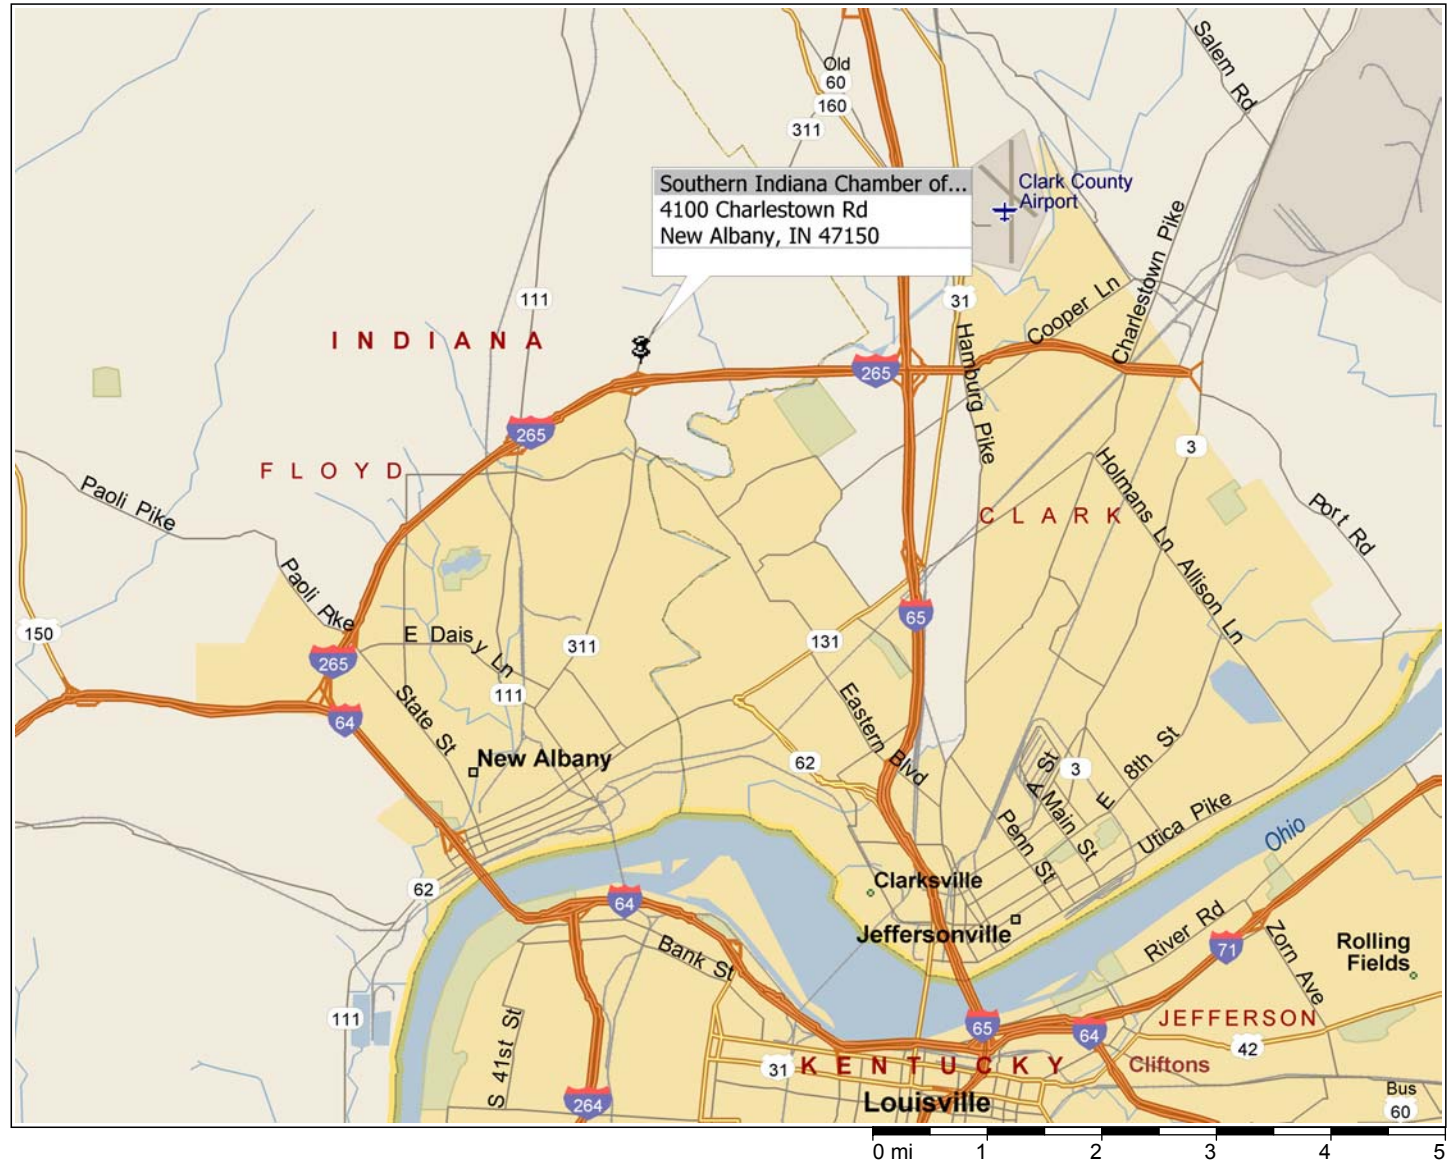 Salem Rd
Old
60
160
311
Southern Indiana Chamber of...
4100 Charlestown Rd
New Albany, IN 47150
Clark County
Airport
Charlestown Pike
111
31
Cooper Ln
INDIANA
Hamburg Pike
265
265
3
FLOYD
Holmans Ln
Paoli Pike
CLARK
Port Rd
Allison Ln
Paoli Pike
65
150
E Daisy Ln
311
131
265
111
State St
Eastern Blvd
64
New Albany
62
A St
3
E 8th St
Main St
Penn St
Utica Pike
Ohio
62
Clarksville
64
Jeffersonville
River Rd
71
Zorn Ave
Rolling
Fields
Bank St
111
S 41st St
65
64
JEFFERSON
42
31
KENTUCKY
Cliftons
Bus
60
264
Louisville
0 mi 1 2 3 4 5